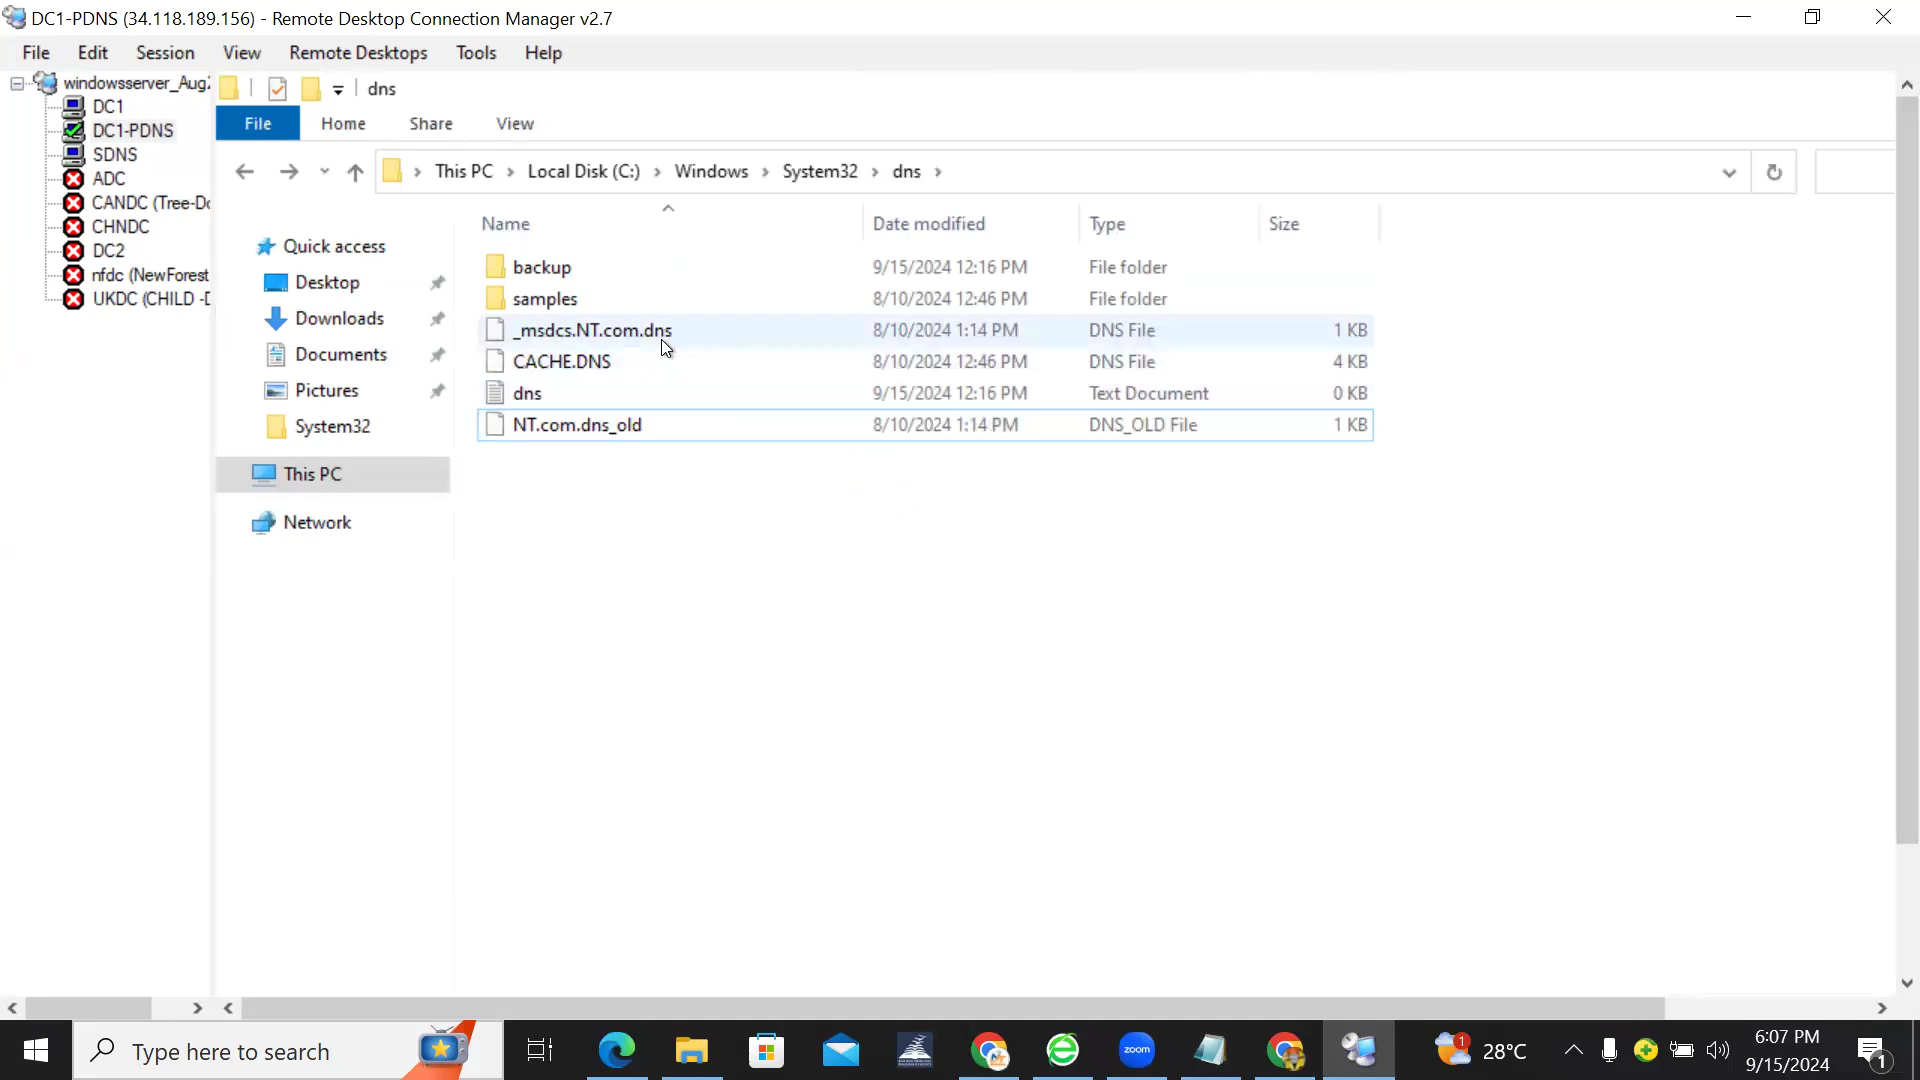 DC1-PDNS (34.118.189.156) - Remote Desktop Connection Manager v2.7
File Edit Session View Remote Desktops Tools Help
windowsserver_Aug2
DC1
DC1-PDNS
SDNS
ADC
CANDC (Tree-Do
CHNDC
DC2
nfdc (NewForest
UKDC (CHILD -D
dns
File Home Share View
This PC Local Disk (C:) Windows System32 dns
Name Date modified Type Size
Quick access
Desktop
Downloads
Documents
Pictures
System32
This PC
Network
backup 9/15/2024 12:16 PM File folder
samples 8/10/2024 12:46 PM File folder
_msdcs.NT.com.dns 8/10/2024 1:14 PM DNS File 1 KB
CACHE.DNS 8/10/2024 12:46 PM DNS File 4 KB
dns 9/15/2024 12:16 PM Text Document 0 KB
NT.com.dns_old 8/10/2024 1:14 PM DNS_OLD File 1 KB
Type here to search
zoom
1
28°C
6:07 PM
9/15/2024
1